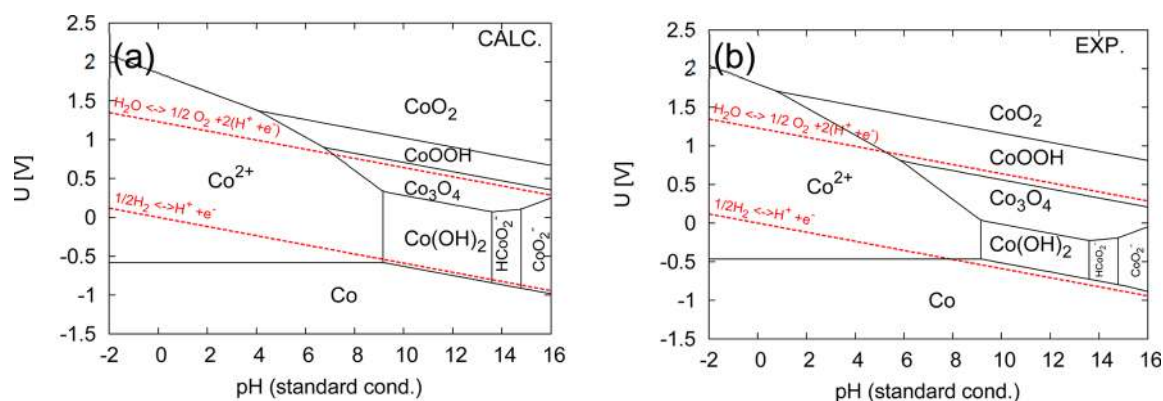 (a)
CALC.
2.5
2
1.5
1
0.5
0
-0.5
-1
-1.5
U [V]
H₂O <-> 1/2 O₂ +2(H⁺ +e⁻)
1/2H₂ <->H⁺ +e⁻
CoO₂
CoOOH
Co²⁺
Co₃O₄
Co(OH)₂
HCoO₂⁻
CoO₂⁻
Co
-2 0 2 4 6 8 10 12 14 16
pH (standard cond.)
(b)
EXP.
2.5
2
1.5
1
0.5
0
-0.5
-1
-1.5
U [V]
H₂O <-> 1/2 O₂ +2(H⁺ +e⁻)
1/2H₂ <->H⁺ +e⁻
CoO₂
CoOOH
Co²⁺
Co₃O₄
Co(OH)₂
HCoO₂⁻
CoO₂⁻
Co
-2 0 2 4 6 8 10 12 14 16
pH (standard cond.)